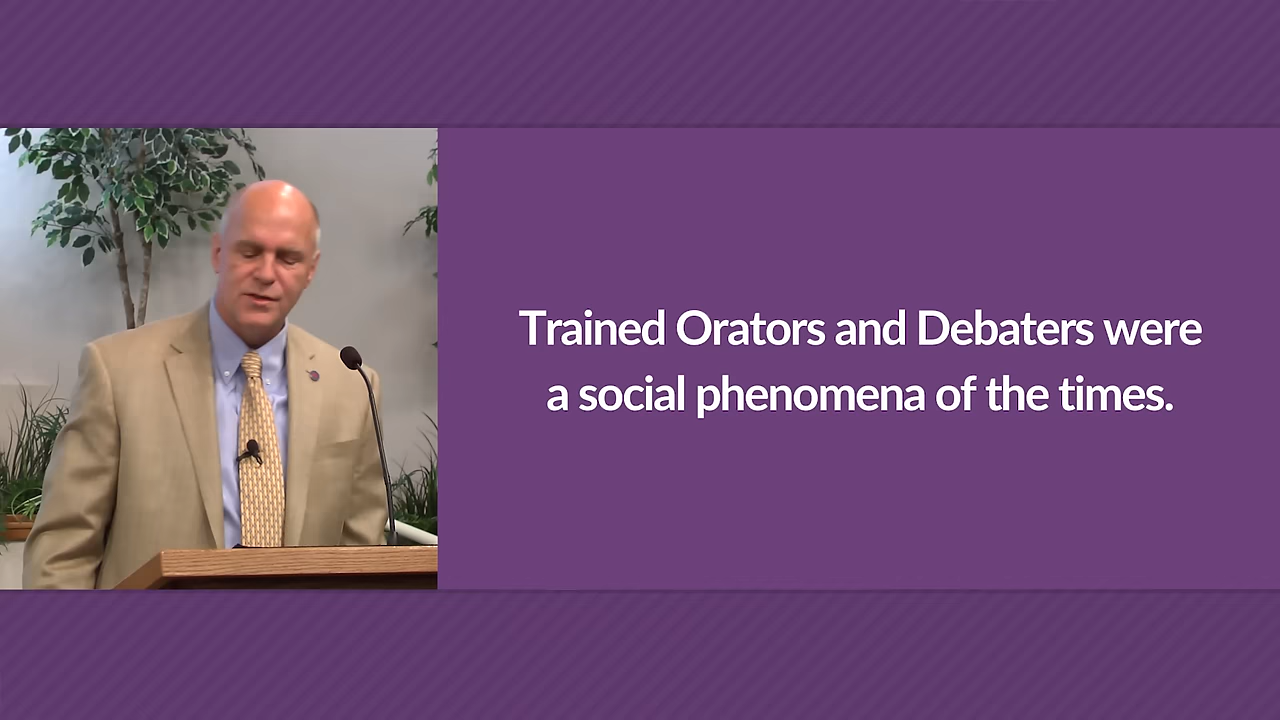 Trained Orators and Debaters were
a social phenomena of the times.